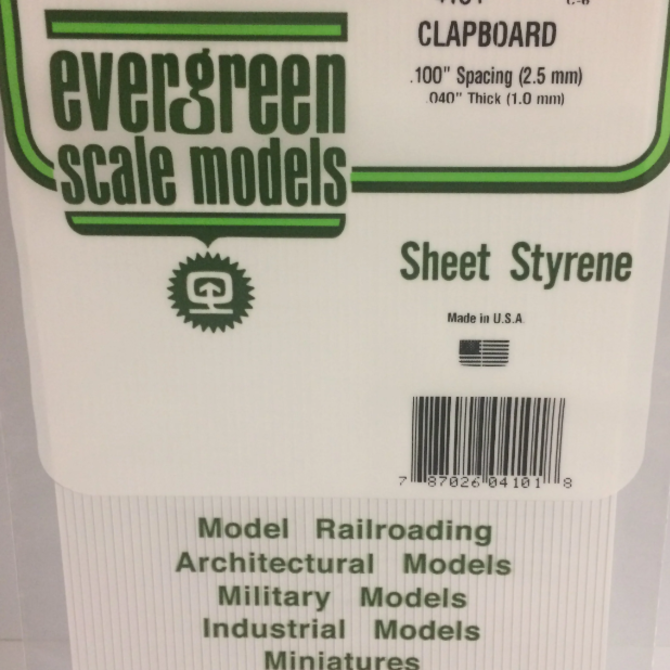 CLAPBOARD
.100" Spacing (2.5 mm)
.040" Thick (1.0 mm)
evergreen
scale models
Sheet Styrene
Made in U.S.A.
7 87026 04101 8
Model Railroading
Architectural Models
Military Models
Industrial Models
Miniatures